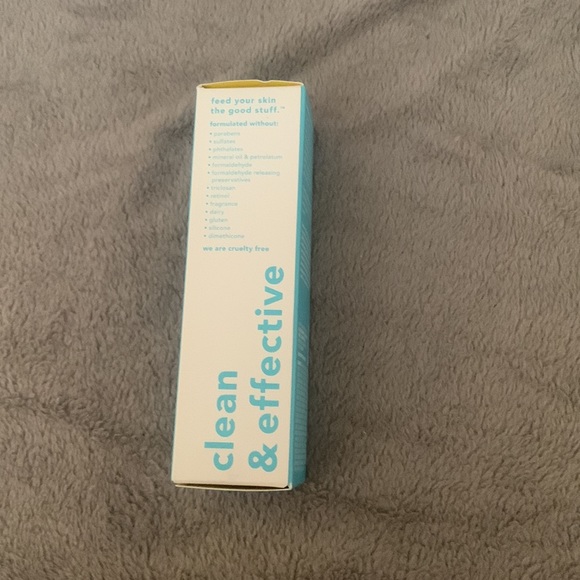 feed your skin
the good stuff.™
formulated without:
• parabens
• sulfates
• phthalates
• mineral oil & petrolatum
• formaldehyde
• formaldehyde releasing
preservatives
• triclosan
• retinol
• fragrance
• dairy
• gluten
• silicone
• dimethicone
we are cruelty free
clean
& effective